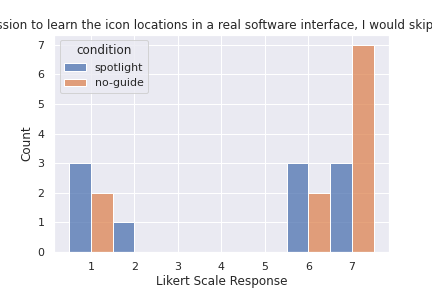 ssion to learn the icon locations in a real software interface, I would skip
condition
spotlight
no-guide
7
6
5
4
3
2
1
0
Count
1 2 3 4 5 6 7
Likert Scale Response